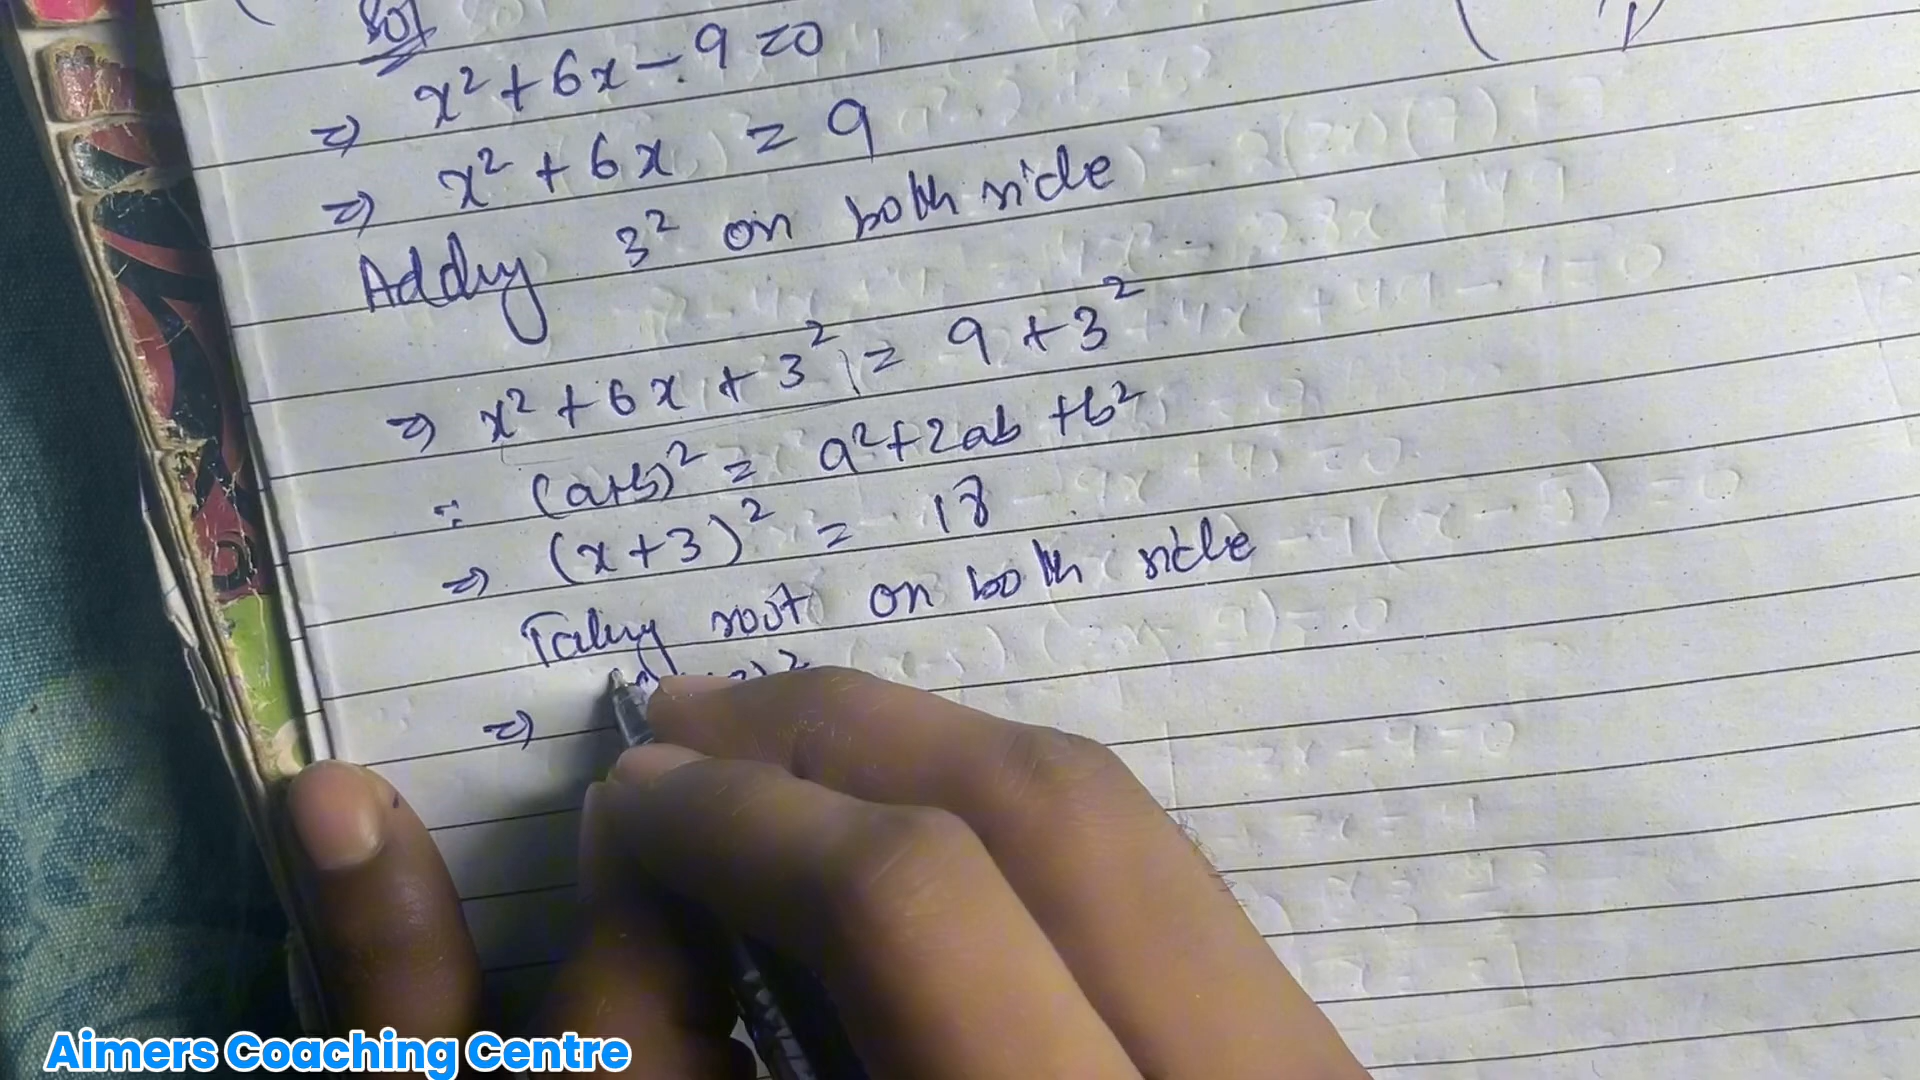 Sol
⇒ x² + 6x - 9 = 0
⇒ x² + 6x = 9
Adding 3² on both side
⇒ x² + 6x + 3² = 9 + 3²
∵ (a+b)² = a² + 2ab + b²
⇒ (x+3)² = 18
Taking root on both side
⇒
Aimers Coaching Centre